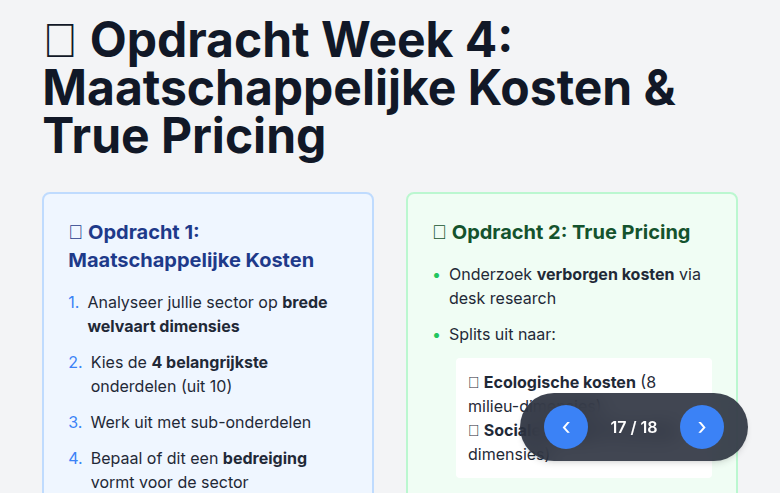 Opdracht Week 4:
Maatschappelijke Kosten &
True Pricing
Opdracht 1:
Maatschappelijke Kosten
1. Analyseer jullie sector op brede
welvaart dimensies
2. Kies de 4 belangrijkste
onderdelen (uit 10)
3. Werk uit met sub-onderdelen
4. Bepaal of dit een bedreiging
vormt voor de sector
Opdracht 2: True Pricing
• Onderzoek verborgen kosten via
desk research
• Splits uit naar:
Ecologische kosten (8
dimensies)
‹ 17 / 18 ›